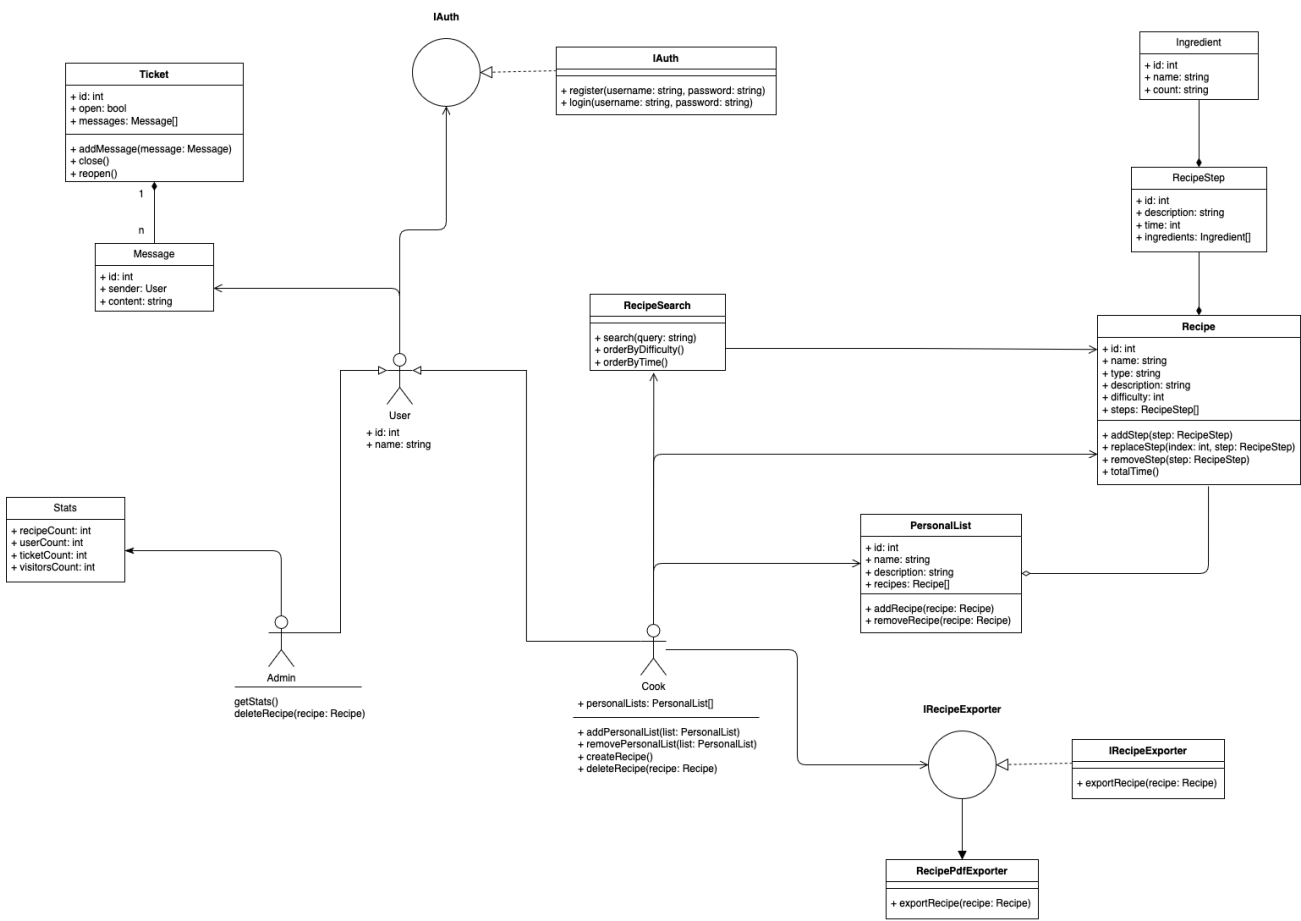 IAuth
IAuth
+ register(username: string, password: string)
+ login(username: string, password: string)
Ticket
+ id: int
+ open: bool
+ messages: Message[]
+ addMessage(message: Message)
+ close()
+ reopen()
1
n
Message
+ id: int
+ sender: User
+ content: string
Ingredient
+ id: int
+ name: string
+ count: string
RecipeStep
+ id: int
+ description: string
+ time: int
+ ingredients: Ingredient[]
RecipeSearch
+ search(query: string)
+ orderByDifficulty()
+ orderByTime()
Recipe
+ id: int
+ name: string
+ type: string
+ description: string
+ difficulty: int
+ steps: RecipeStep[]
+ addStep(step: RecipeStep)
+ replaceStep(index: int, step: RecipeStep)
+ removeStep(step: RecipeStep)
+ totalTime()
User
+ id: int
+ name: string
Stats
+ recipeCount: int
+ userCount: int
+ ticketCount: int
+ visitorsCount: int
PersonalList
+ id: int
+ name: string
+ description: string
+ recipes: Recipe[]
+ addRecipe(recipe: Recipe)
+ removeRecipe(recipe: Recipe)
Admin
getStats()
deleteRecipe(recipe: Recipe)
Cook
+ personalLists: PersonalList[]
+ addPersonalList(list: PersonalList)
+ removePersonalList(list: PersonalList)
+ createRecipe()
+ deleteRecipe(recipe: Recipe)
IRecipeExporter
IRecipeExporter
+ exportRecipe(recipe: Recipe)
RecipePdfExporter
+ exportRecipe(recipe: Recipe)